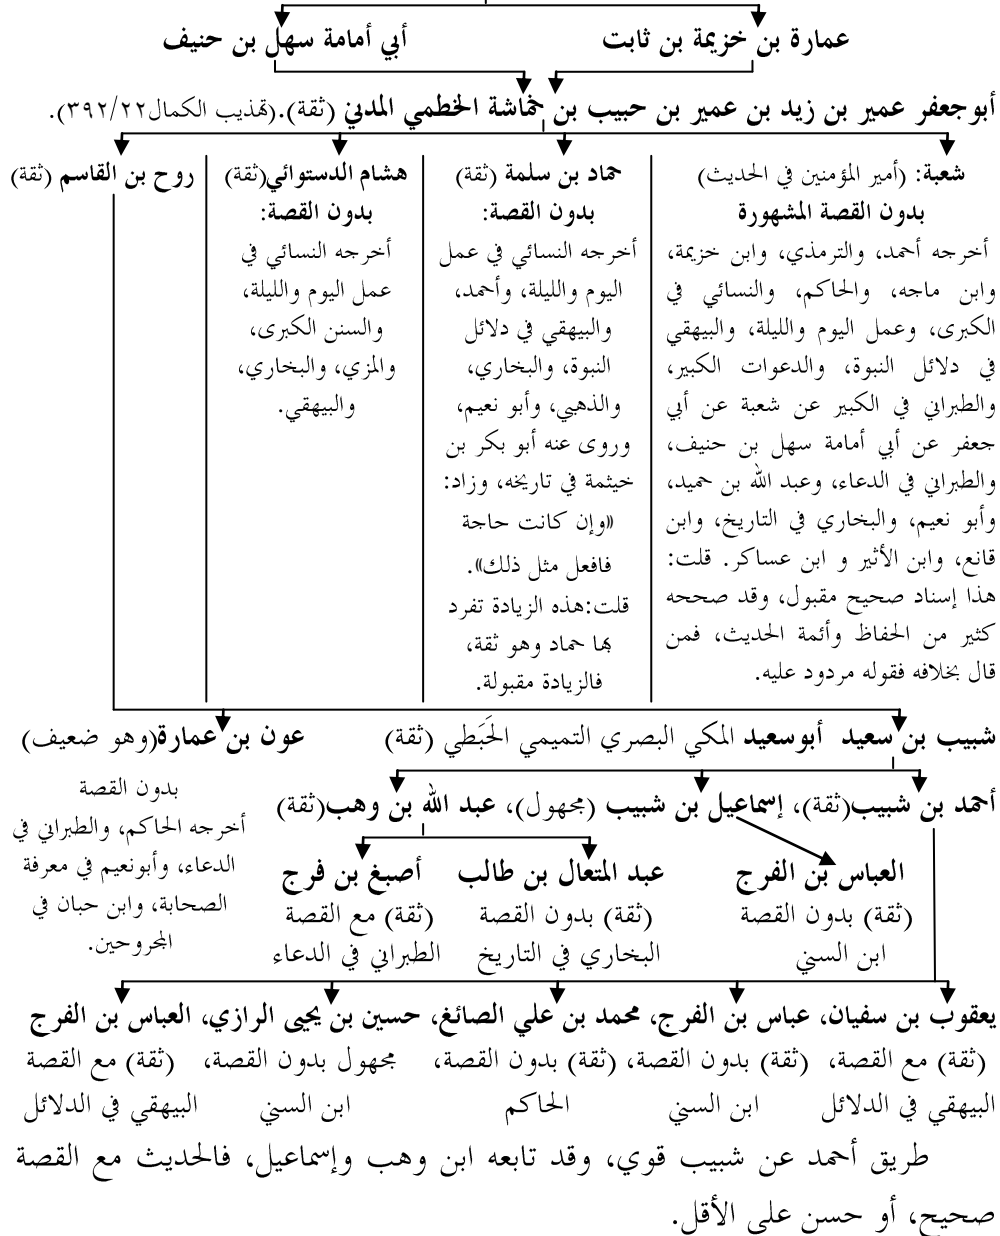 عمارة بن خزيمة بن ثابت
أبي أمامة سهل بن حنيف
أبوجعفر عمير بن زيد بن عمير بن حبيب بن خماشة الخطمي المدني (ثقة).(تهذيب الكمال٣٩٢/٢٢).
شعبة: (أمير المؤمنين في الحديث)
بدون القصة المشهورة
أخرجه أحمد، والترمذي، وابن خزيمة،
وابن ماجه، والحاكم، والنسائي في
الكبرى، وعمل اليوم والليلة، والبيهقي
في دلائل النبوة، والدعوات الكبير،
والطبراني في الكبير عن شعبة عن أبي
جعفر عن أبي أمامة سهل بن حنيف،
والطبراني في الدعاء، وعبد الله بن حميد،
وأبو نعيم، والبخاري في التاريخ، وابن
قانع، وابن الأثير و ابن عساكر. قلت:
هذا إسناد صحيح مقبول، وقد صححه
كثير من الحفاظ وأئمة الحديث، فمن
قال بخلافه فقوله مردود عليه.
حماد بن سلمة (ثقة)
بدون القصة:
أخرجه النسائي في عمل
اليوم والليلة، وأحمد،
والبيهقي في دلائل
النبوة، والبخاري،
والذهبي، وأبو نعيم،
وروى عنه أبو بكر بن
خيثمة في تاريخه، وزاد:
«وإن كانت حاجة
فافعل مثل ذلك».
قلت:هذه الزيادة تفرد
بها حماد وهو ثقة،
فالزيادة مقبولة.
هشام الدستوائي(ثقة)
بدون القصة:
أخرجه النسائي في
عمل اليوم والليلة،
والسنن الكبرى،
والمزي، والبخاري،
والبيهقي.
روح بن القاسم (ثقة)
شبيب بن سعيد أبوسعيد المكي البصري التميمي الحَبَطي (ثقة)
عون بن عمارة(وهو ضعيف)
بدون القصة
أخرجه الحاكم، والطبراني في
الدعاء، وأبونعيم في معرفة
الصحابة، وابن حبان في
المجروحين.
أحمد بن شبيب(ثقة)، إسماعيل بن شبيب (مجهول)، عبد الله بن وهب(ثقة)
العباس بن الفرج
(ثقة) بدون القصة
ابن السني
عبد المتعال بن طالب
(ثقة) بدون القصة
البخاري في التاريخ
أصبغ بن فرج
(ثقة) مع القصة
الطبراني في الدعاء
يعقوب بن سفيان، عباس بن الفرج، محمد بن علي الصائغ، حسين بن يحيى الرازي، العباس بن الفرج
(ثقة) مع القصة، (ثقة) بدون القصة، (ثقة) بدون القصة، مجهول بدون القصة، (ثقة) مع القصة
البيهقي في الدلائل ابن السني الحاكم ابن السني البيهقي في الدلائل
طريق أحمد عن شبيب قوي، وقد تابعه ابن وهب وإسماعيل، فالحديث مع القصة
صحيح، أو حسن على الأقل.